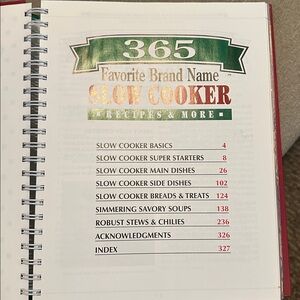 365
Favorite Brand Name
SLOW COOKER
RECIPES & MORE
SLOW COOKER BASICS 4
SLOW COOKER SUPER STARTERS 8
SLOW COOKER MAIN DISHES 26
SLOW COOKER SIDE DISHES 102
SLOW COOKER BREADS & TREATS 124
SIMMERING SAVORY SOUPS 138
ROBUST STEWS & CHILIES 236
ACKNOWLEDGMENTS 326
INDEX 327